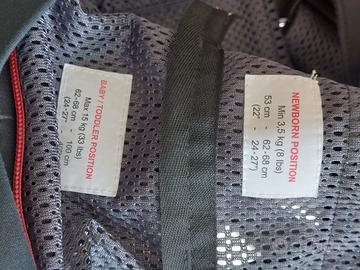 BABY / TODDLER POSITION
Max 15 kg (33 lbs)
62-68 cm - 100 cm
(24-27"
NEWBORN POSITION
Min 3,5 kg (8 lbs)
53 cm - 62-68 cm
(22" 24-27")